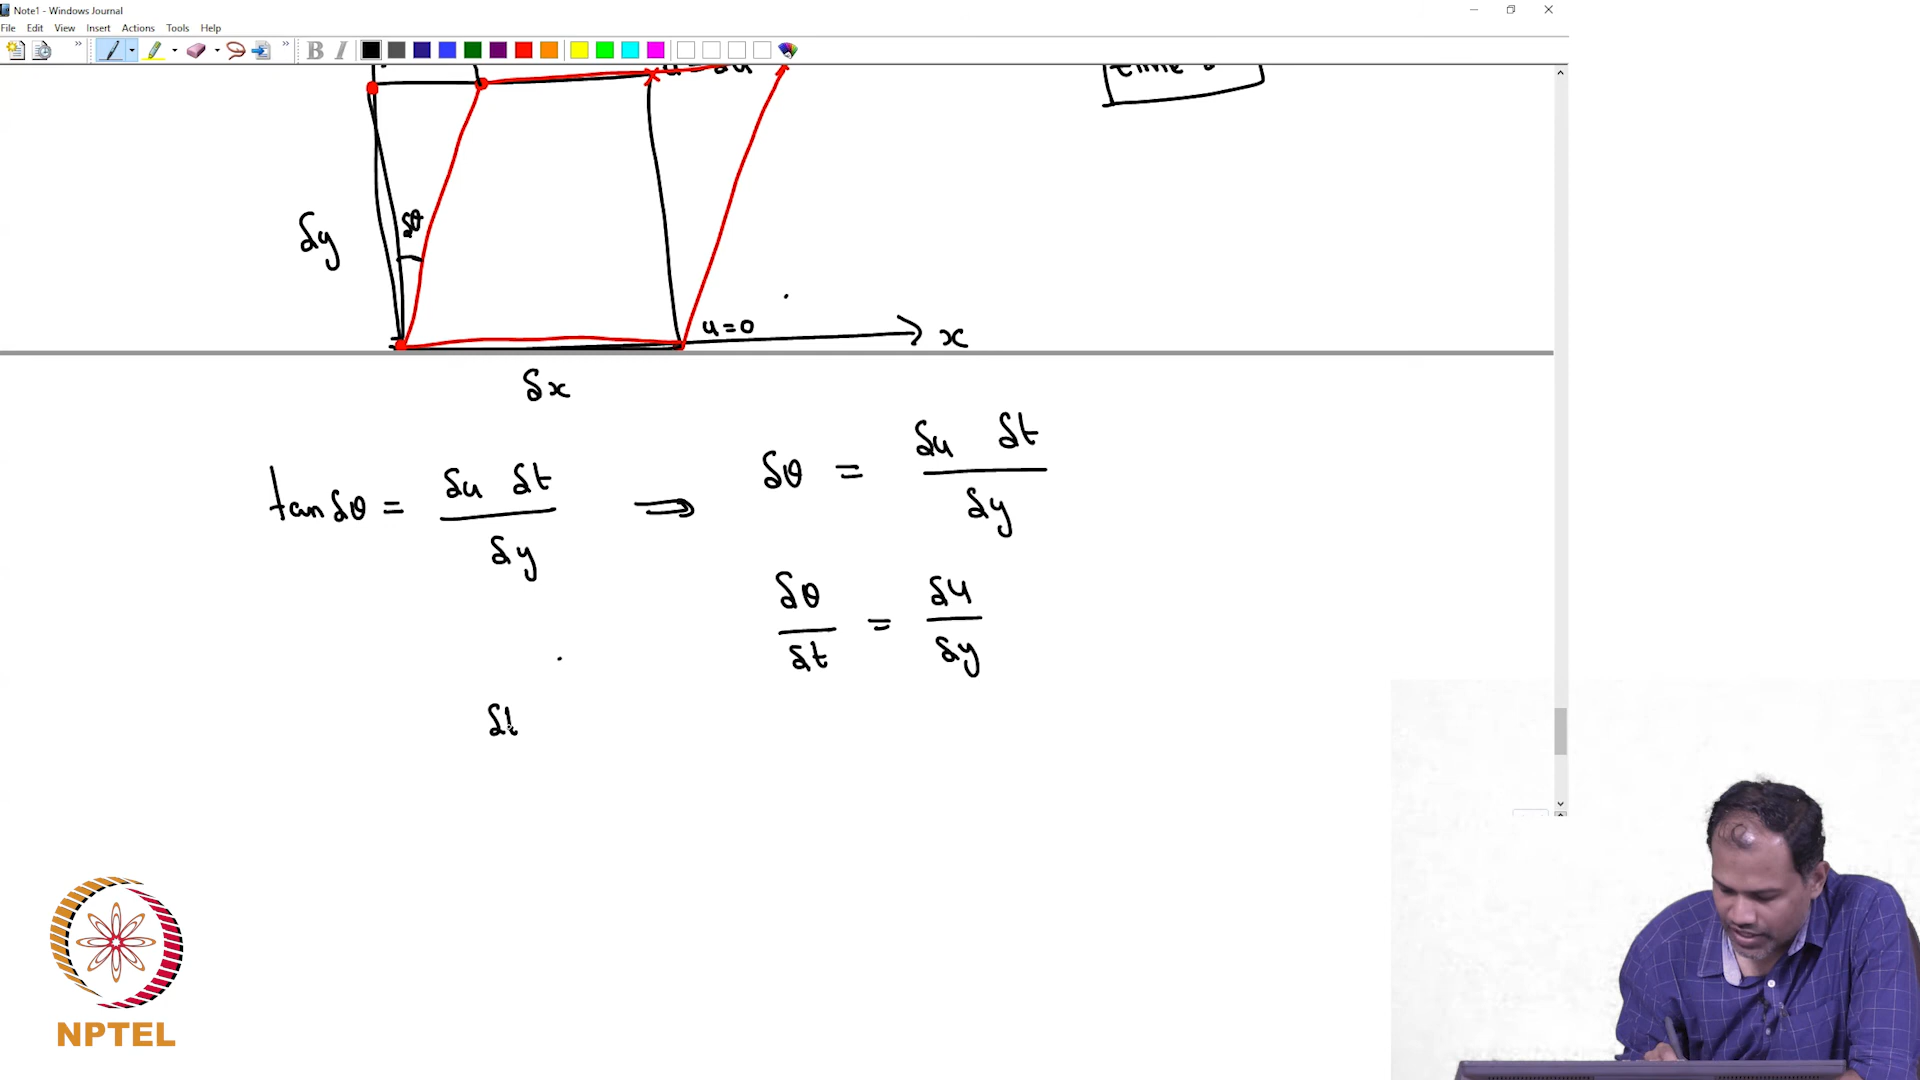 Note1 - Windows Journal
File Edit View Insert Actions Tools Help
B I
δy
δθ
u=0
x
δx
tan δθ = δu δt / δy ⇒ δθ = δu δt / δy
δθ / δt = δu / δy
δt
NPTEL